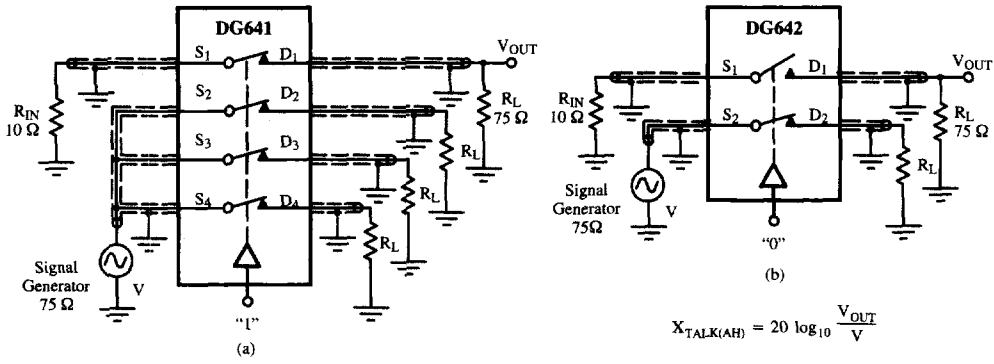 DG641
S1 D1
VOUT
RIN
10 Ω
RL
75 Ω
S2 D2
S3 D3
S4 D4
RL
RL
RL
Signal
Generator
75 Ω
V
“1”
(a)
DG642
S1 D1
VOUT
RIN
10 Ω
RL
75 Ω
S2 D2
RL
Signal
Generator
75Ω
V
“0”
(b)
XTALK(AH) = 20 log10 VOUT
V